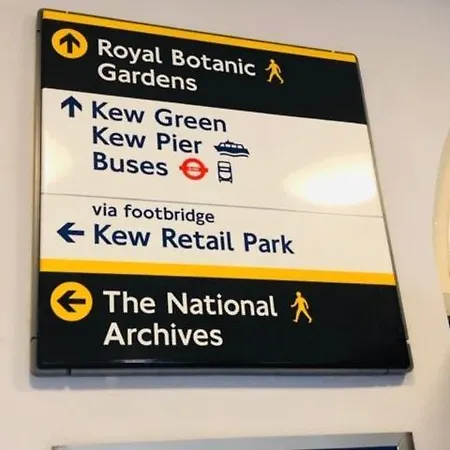 Royal Botanic
Gardens
Kew Green
Kew Pier
Buses
via footbridge
Kew Retail Park
The National
Archives